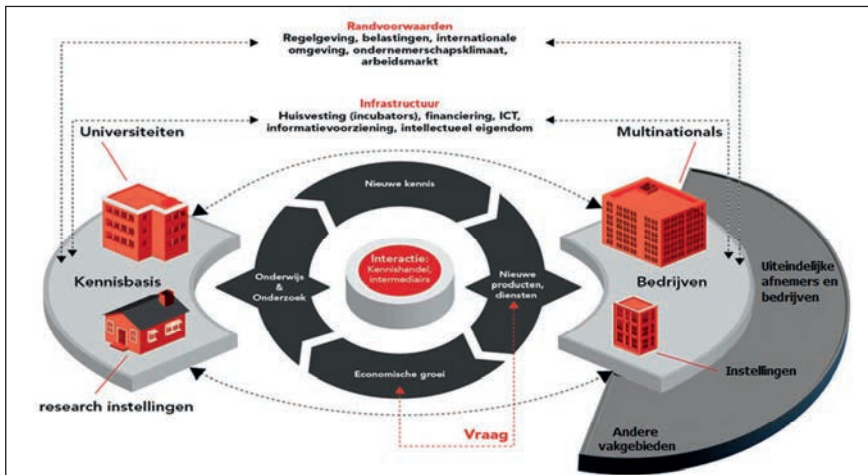 Randvoorwaarden
Regelgeving, belastingen, internationale
omgeving, ondernemerschapsklimaat,
arbeidsmarkt
Infrastructuur
Huisvesting (incubators), financiering, ICT,
informatievoorziening, intellectueel eigendom
Universiteiten
Multinationals
Nieuwe kennis
Interactie:
Kennishandel,
intermediairs
Kennisbasis
Onderwijs
&
Onderzoek
Nieuwe
producten,
diensten
Bedrijven
Uiteindelijke
afnemers en
bedrijven
Economische groei
Instellingen
research instellingen
Vraag
Andere
vakgebieden